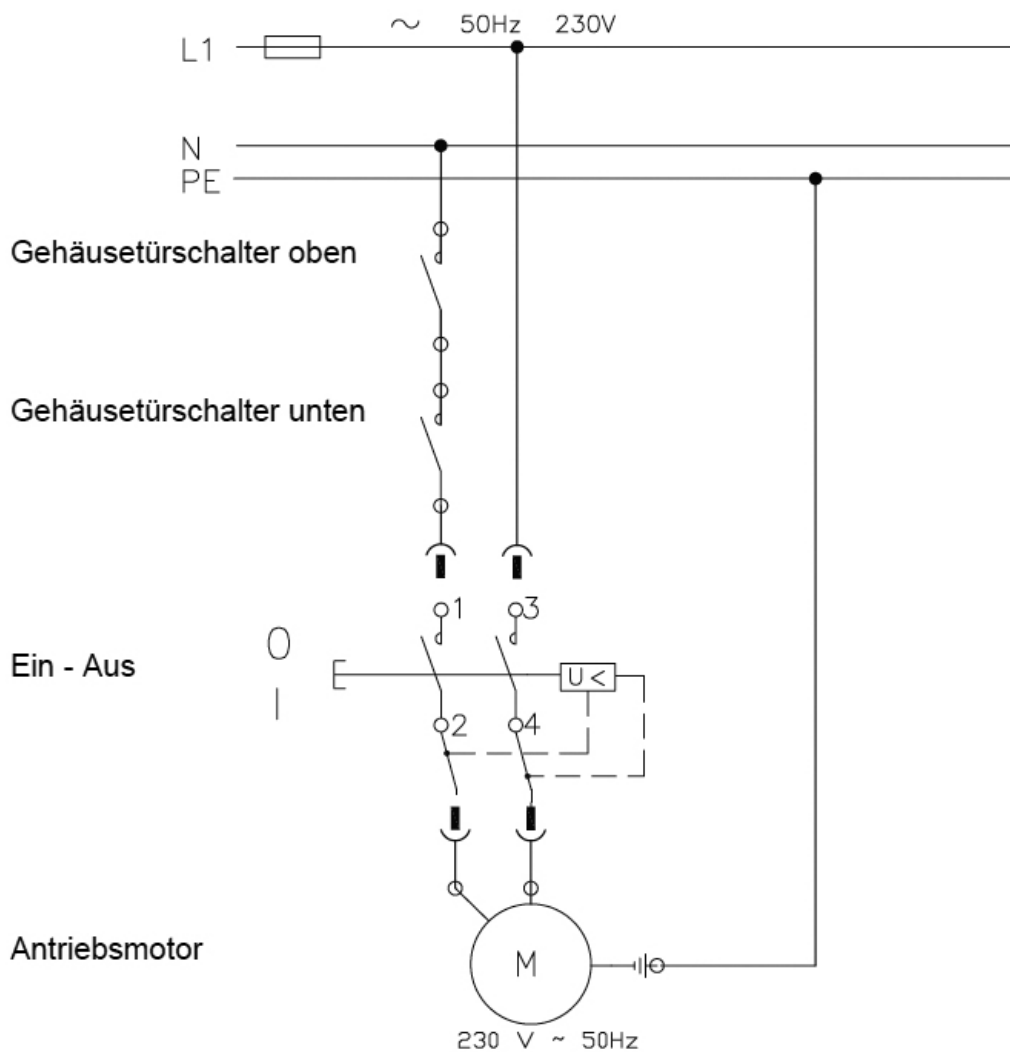 ~ 50Hz 230V
L1
N
PE
Gehäusetürschalter oben
Gehäusetürschalter unten
1 3
0
Ein - Aus
U <
I
2 4
Antriebsmotor
M
230 V ~ 50Hz